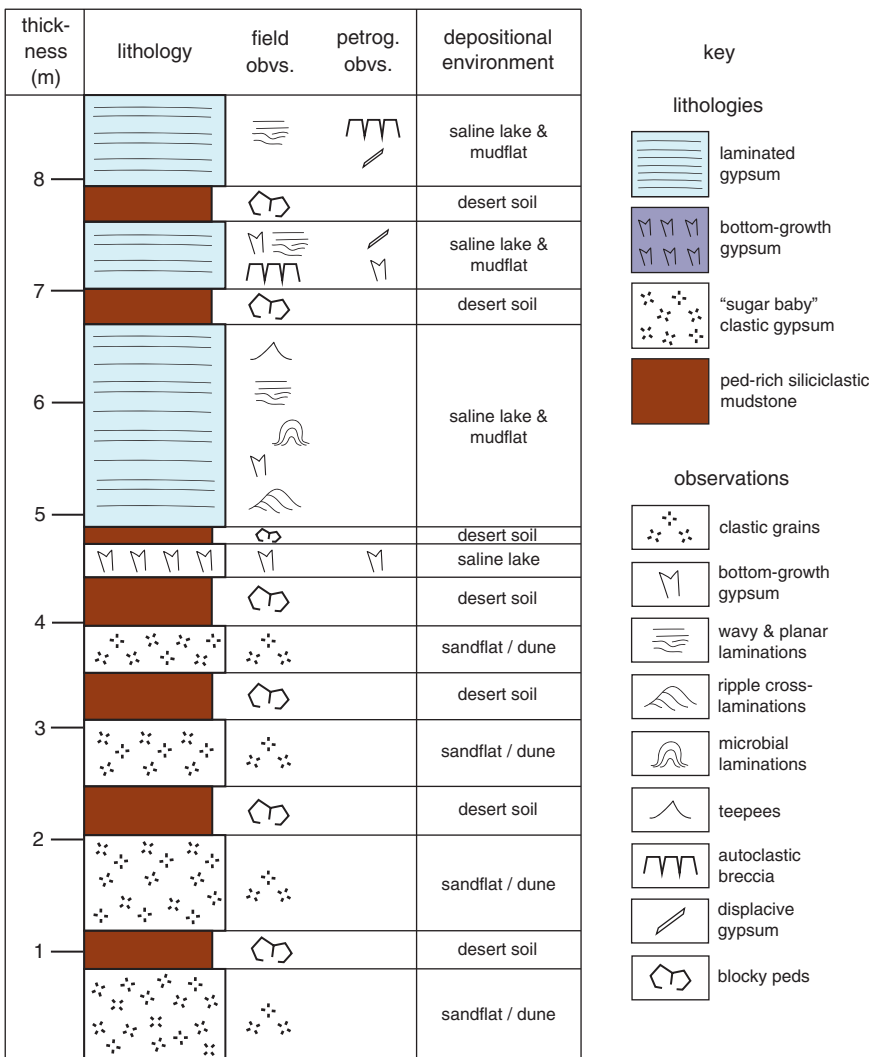 thick-
ness
(m)
lithology
field
obvs.
petrog.
obvs.
depositional
environment
saline lake &
mudflat
8
desert soil
saline lake &
mudflat
7
desert soil
6
saline lake &
mudflat
5
desert soil
saline lake
desert soil
4
sandflat / dune
desert soil
3
sandflat / dune
desert soil
2
sandflat / dune
1
desert soil
sandflat / dune
key
lithologies
laminated
gypsum
bottom-growth
gypsum
“sugar baby”
clastic gypsum
ped-rich siliciclastic
mudstone
observations
clastic grains
bottom-growth
gypsum
wavy & planar
laminations
ripple cross-
laminations
microbial
laminations
teepees
autoclastic
breccia
displacive
gypsum
blocky peds